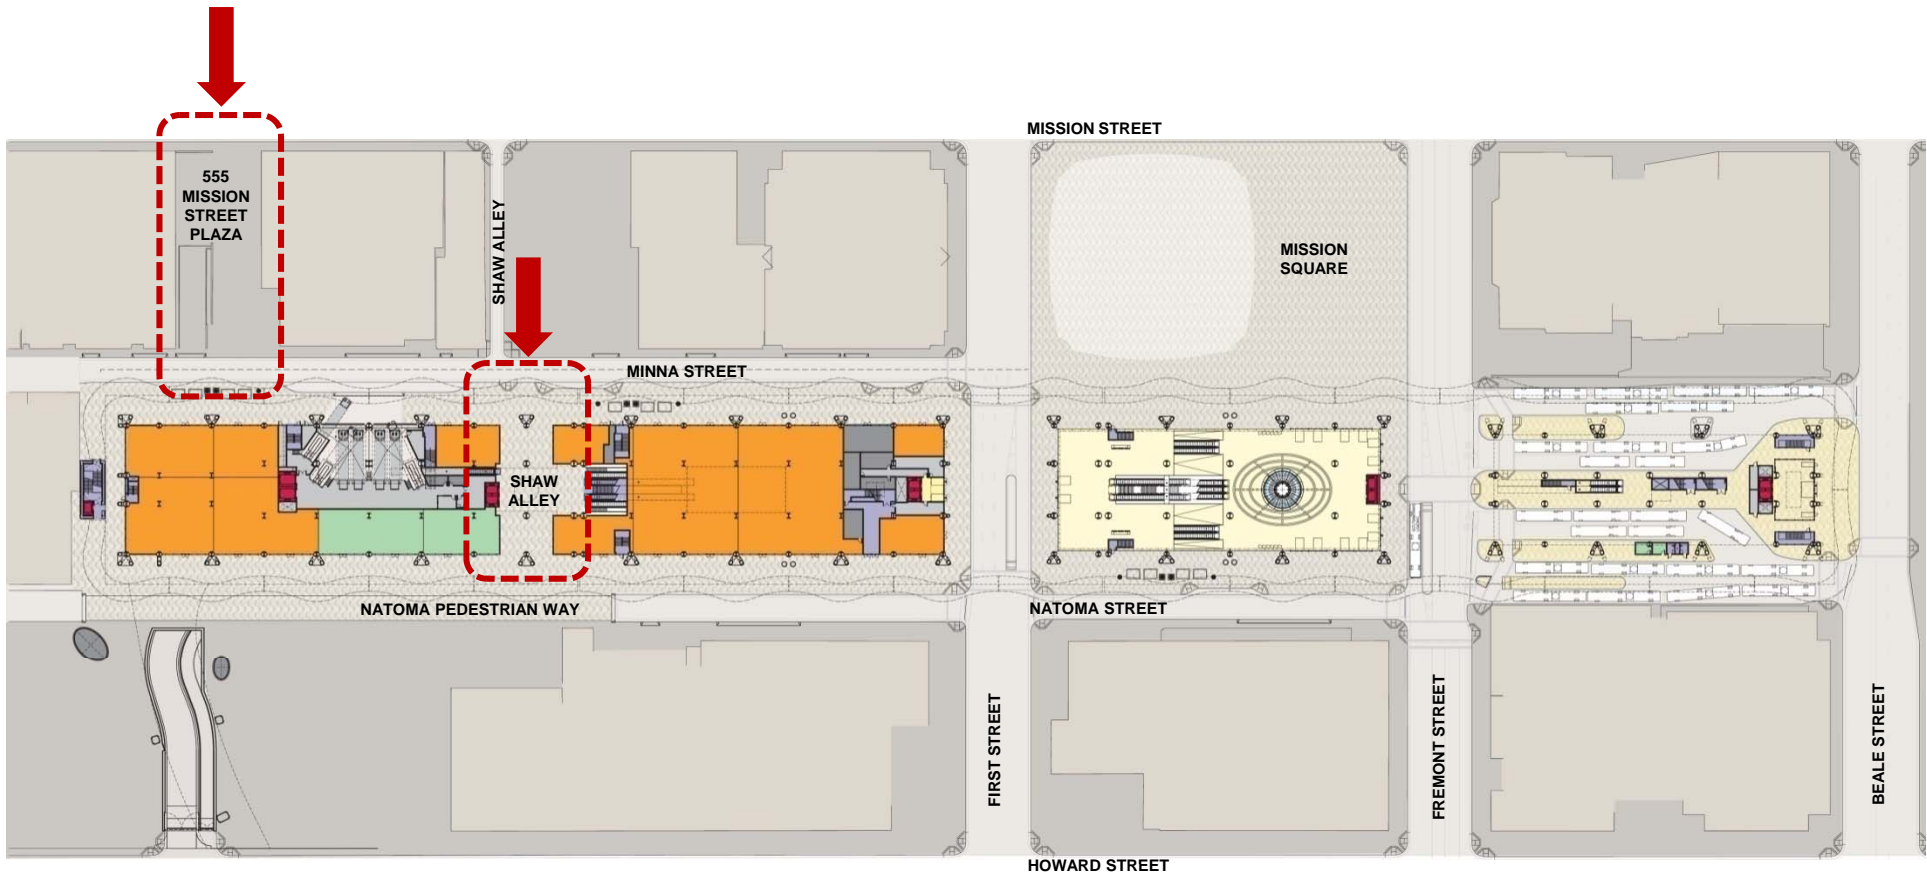 MISSION STREET
555
MISSION
STREET
PLAZA
SHAW ALLEY
MISSION
SQUARE
MINNA STREET
SHAW
ALLEY
NATOMA PEDESTRIAN WAY
NATOMA STREET
FIRST STREET
FREMONT STREET
BEALE STREET
HOWARD STREET